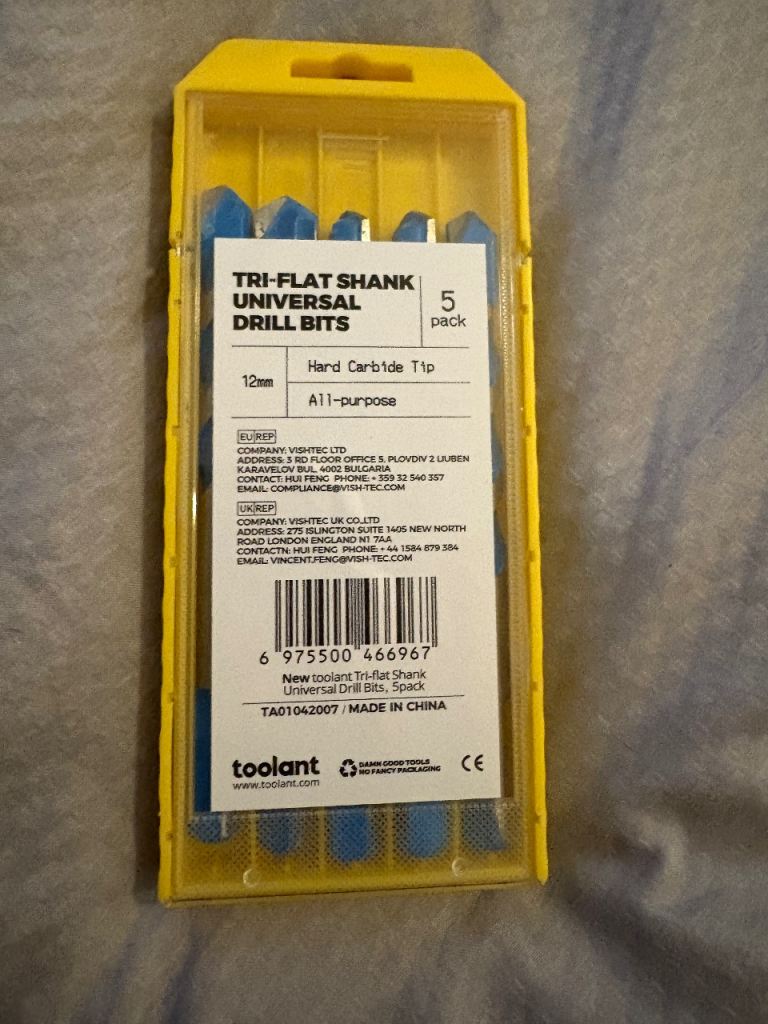 TRI-FLAT SHANK
UNIVERSAL
DRILL BITS
5
pack
12mm
Hard Carbide Tip
All-purpose
EU REP
COMPANY: VISHTEC LTD
ADDRESS: 3 RD FLOOR OFFICE 5, PLOVDIV 2 LIUBEN
KARAVELOV BUL, 4002 BULGARIA
CONTACT: HUI FENG PHONE: + 359 32 540 357
EMAIL: COMPLIANCE@VISH-TEC.COM
UK REP
COMPANY: VISHTEC UK CO.,LTD
ADDRESS: 275 ISLINGTON SUITE 1405 NEW NORTH
ROAD LONDON ENGLAND N1 7AA
CONTACTN: HUI FENG PHONE: + 44 1584 879 384
EMAIL: VINCENT.FENG@VISH-TEC.COM
6 975500 466967
New toolant Tri-flat Shank
Universal Drill Bits, 5pack
TA01042007 / MADE IN CHINA
toolant
www.toolant.com
DAMN GOOD TOOLS
NO FANCY PACKAGING
CE